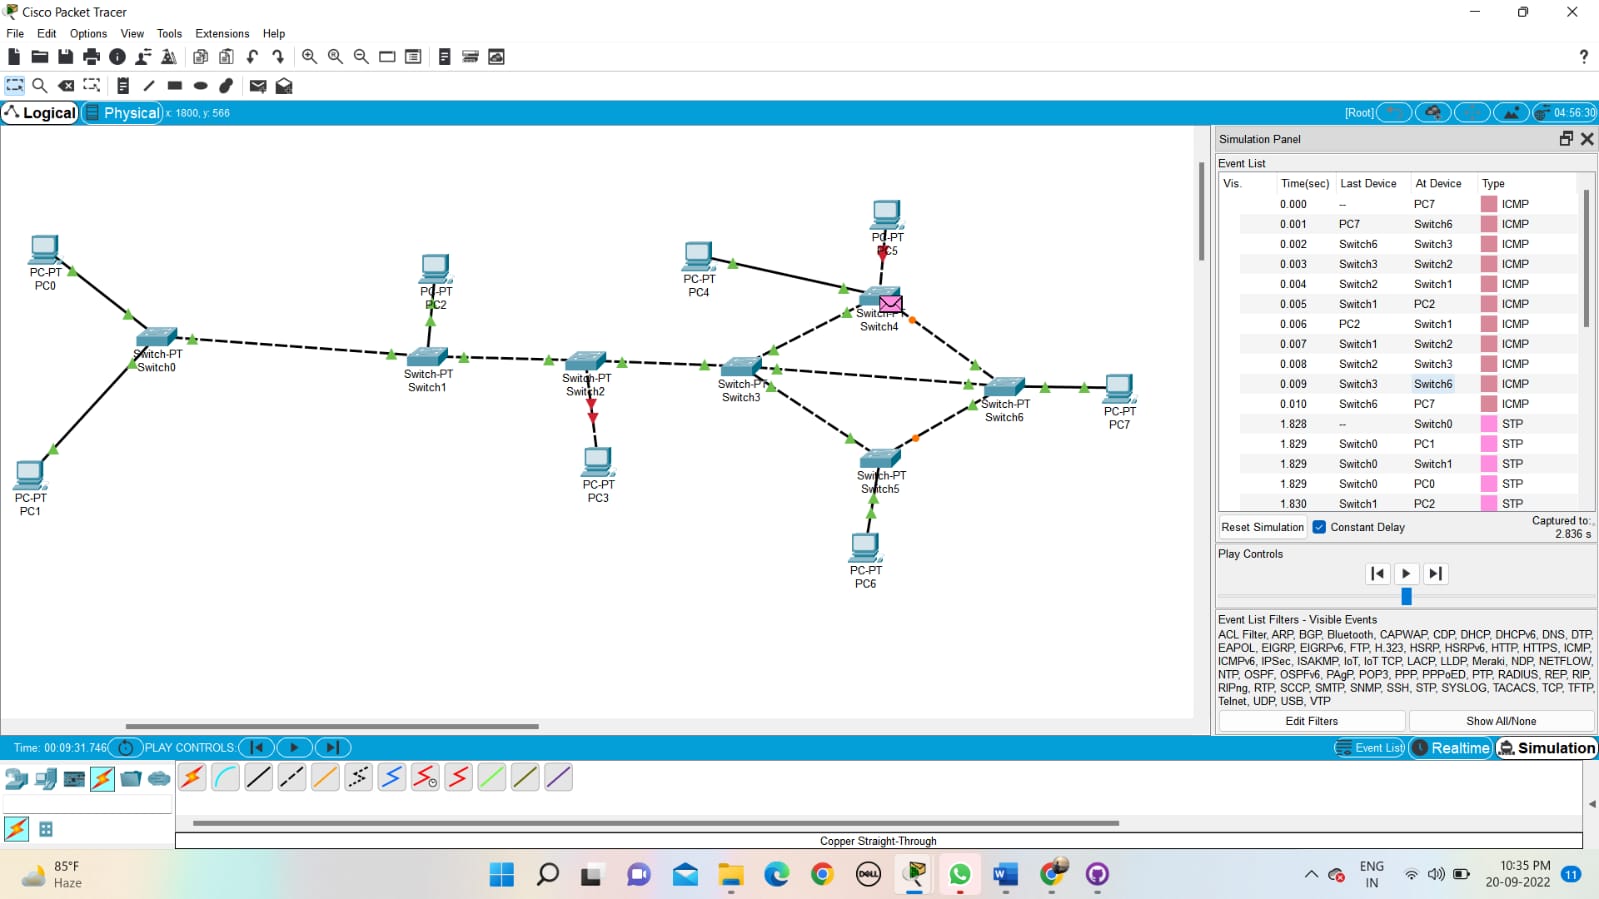 Cisco Packet Tracer
File Edit Options View Tools Extensions Help
?
Logical Physical x: 1800, y: 566 [Root] 04:56:30
Simulation Panel
Event List
Vis. Time(sec) Last Device At Device Type
0.000 -- PC7 ICMP
0.001 PC7 Switch6 ICMP
0.002 Switch6 Switch3 ICMP
0.003 Switch3 Switch2 ICMP
0.004 Switch2 Switch1 ICMP
0.005 Switch1 PC2 ICMP
0.006 PC2 Switch1 ICMP
0.007 Switch1 Switch2 ICMP
0.008 Switch2 Switch3 ICMP
0.009 Switch3 Switch6 ICMP
0.010 Switch6 PC7 ICMP
1.828 -- Switch0 STP
1.829 Switch0 PC1 STP
1.829 Switch0 Switch1 STP
1.829 Switch0 PC0 STP
1.830 Switch1 PC2 STP
Reset Simulation Constant Delay Captured to:
2.836 s
Play Controls
Event List Filters - Visible Events
ACL Filter, ARP, BGP, Bluetooth, CAPWAP, CDP, DHCP, DHCPv6, DNS, DTP,
EAPOL, EIGRP, EIGRPv6, FTP, H.323, HSRP, HSRPv6, HTTP, HTTPS, ICMP,
ICMPv6, IPSec, ISAKMP, IoT, IoT TCP, LACP, LLDP, Meraki, NDP, NETFLOW,
NTP, OSPF, OSPFv6, PAgP, POP3, PPP, PPPoED, PTP, RADIUS, REP, RIP,
RIPng, RTP, SCCP, SMTP, SNMP, SSH, STP, SYSLOG, TACACS, TCP, TFTP,
Telnet, UDP, USB, VTP
Edit Filters Show All/None
PC-PT
PC0
PC-PT
PC1
Switch-PT
Switch0
PC-PT
PC2
Switch-PT
Switch1
Switch-PT
Switch2
PC-PT
PC3
PC-PT
PC4
PC-PT
PC5
Switch-PT
Switch4
Switch-PT
Switch3
Switch-PT
Switch6
PC-PT
PC7
Switch-PT
Switch5
PC-PT
PC6
Time: 00:09:31.746 PLAY CONTROLS: Event List Realtime Simulation
Copper Straight-Through
85°F
Haze
DELL
W
ENG
IN
10:35 PM
20-09-2022
11